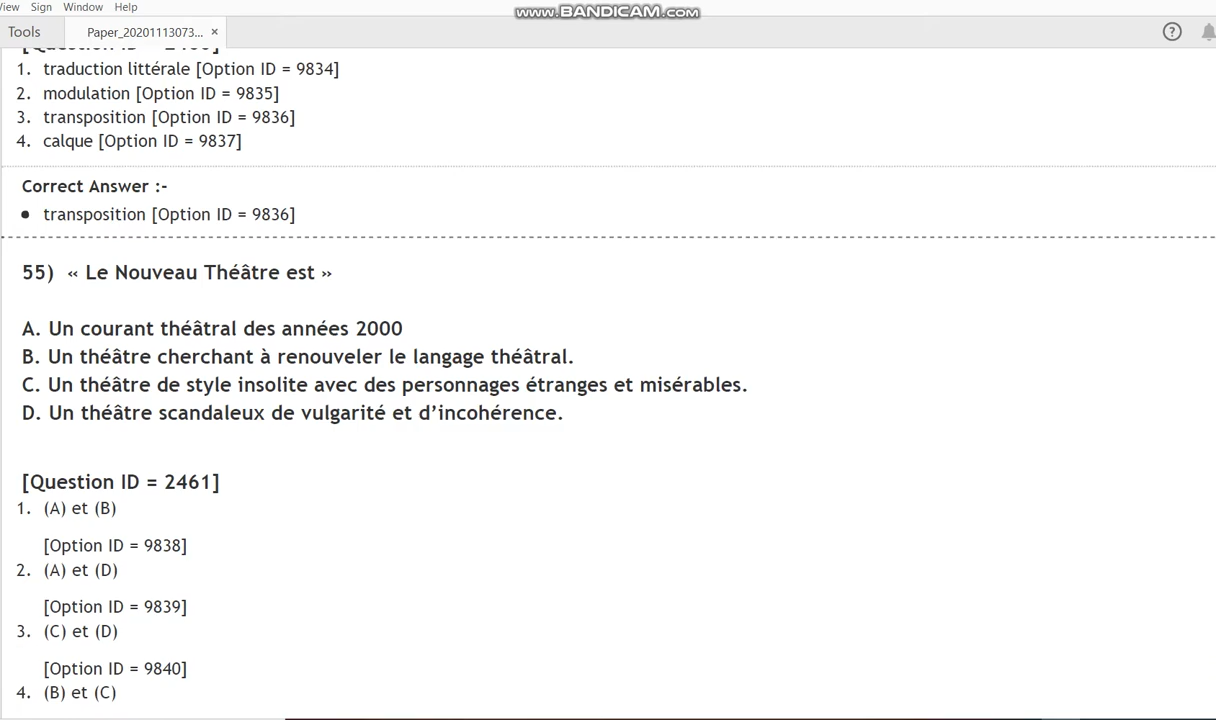 View Sign Window Help
www.BANDICAM.com
Tools Paper_20201113073... ×
1. traduction littérale [Option ID = 9834]
2. modulation [Option ID = 9835]
3. transposition [Option ID = 9836]
4. calque [Option ID = 9837]
Correct Answer :-
• transposition [Option ID = 9836]
55) « Le Nouveau Théâtre est »
A. Un courant théâtral des années 2000
B. Un théâtre cherchant à renouveler le langage théâtral.
C. Un théâtre de style insolite avec des personnages étranges et misérables.
D. Un théâtre scandaleux de vulgarité et d’incohérence.
[Question ID = 2461]
1. (A) et (B)
[Option ID = 9838]
2. (A) et (D)
[Option ID = 9839]
3. (C) et (D)
[Option ID = 9840]
4. (B) et (C)